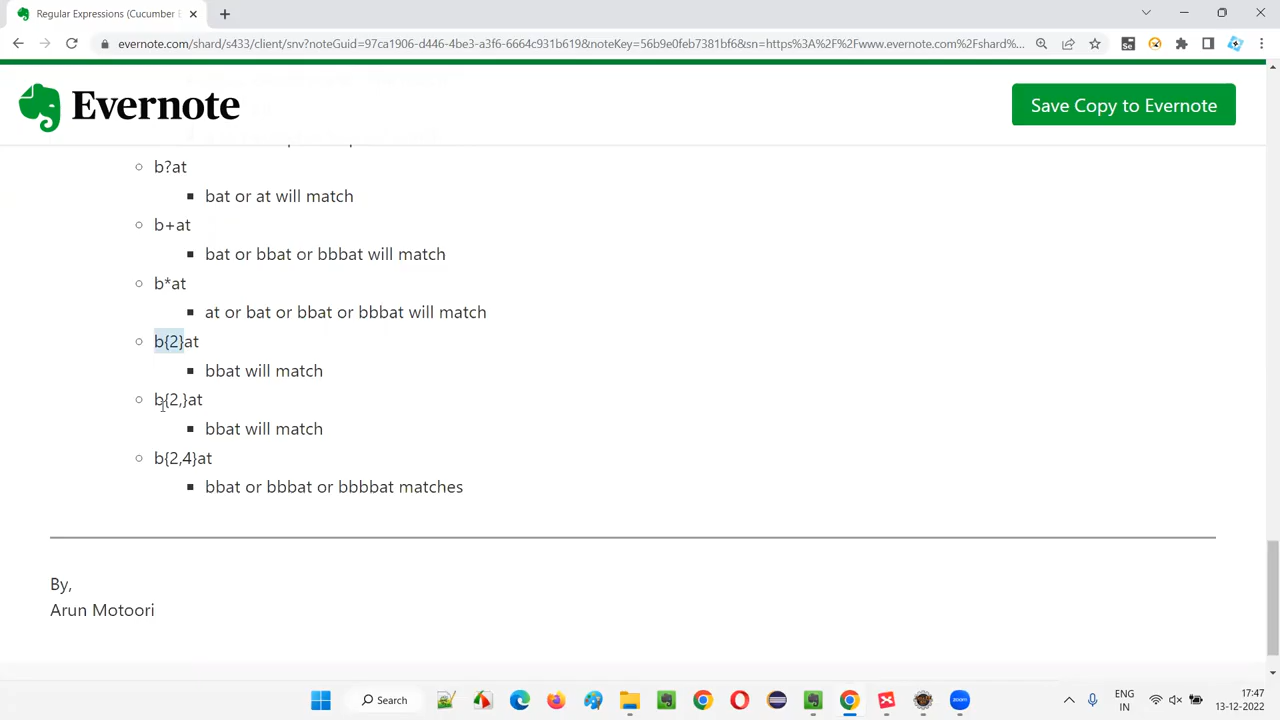 Regular Expressions (Cucumber
evernote.com/shard/s433/client/snv?noteGuid=97ca1906-d446-4be3-a3f6-6664c931b619&noteKey=56b9e0feb7381bf6&sn=https%3A%2F%2Fwww.evernote.com%2Fshard%2F...
Evernote
Save Copy to Evernote
b?at
bat or at will match
b+at
bat or bbat or bbbat will match
b*at
at or bat or bbat or bbbat will match
b{2}at
bbat will match
b{2,}at
bbat will match
b{2,4}at
bbat or bbbat or bbbbat matches
By,
Arun Motoori
Search
ENG
IN
17:47
13-12-2022